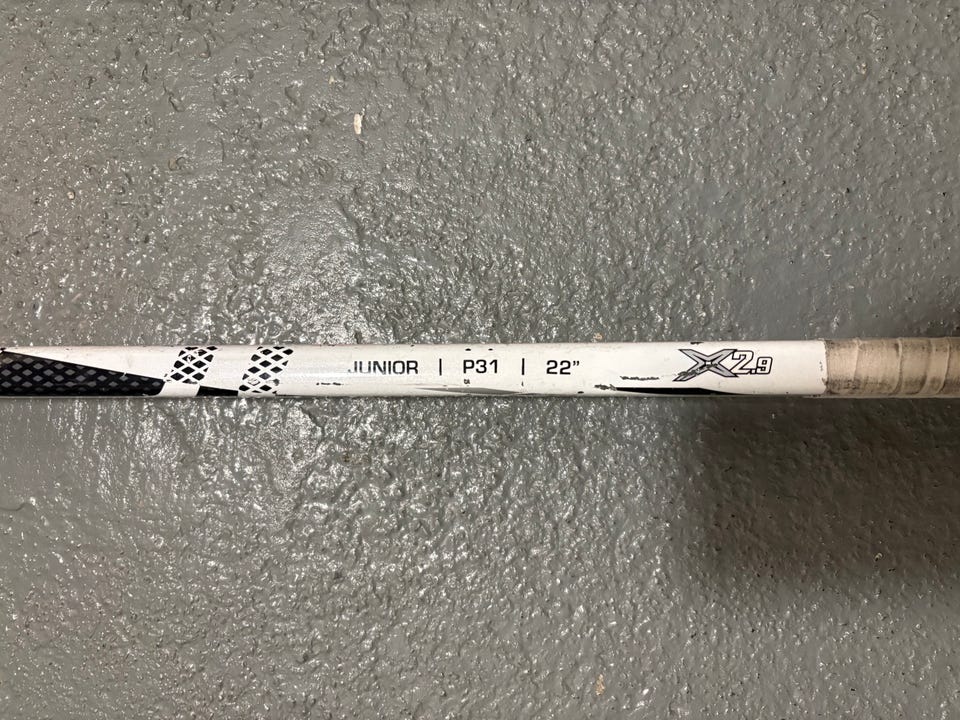 JUNIOR | P31 | 22” X2.9